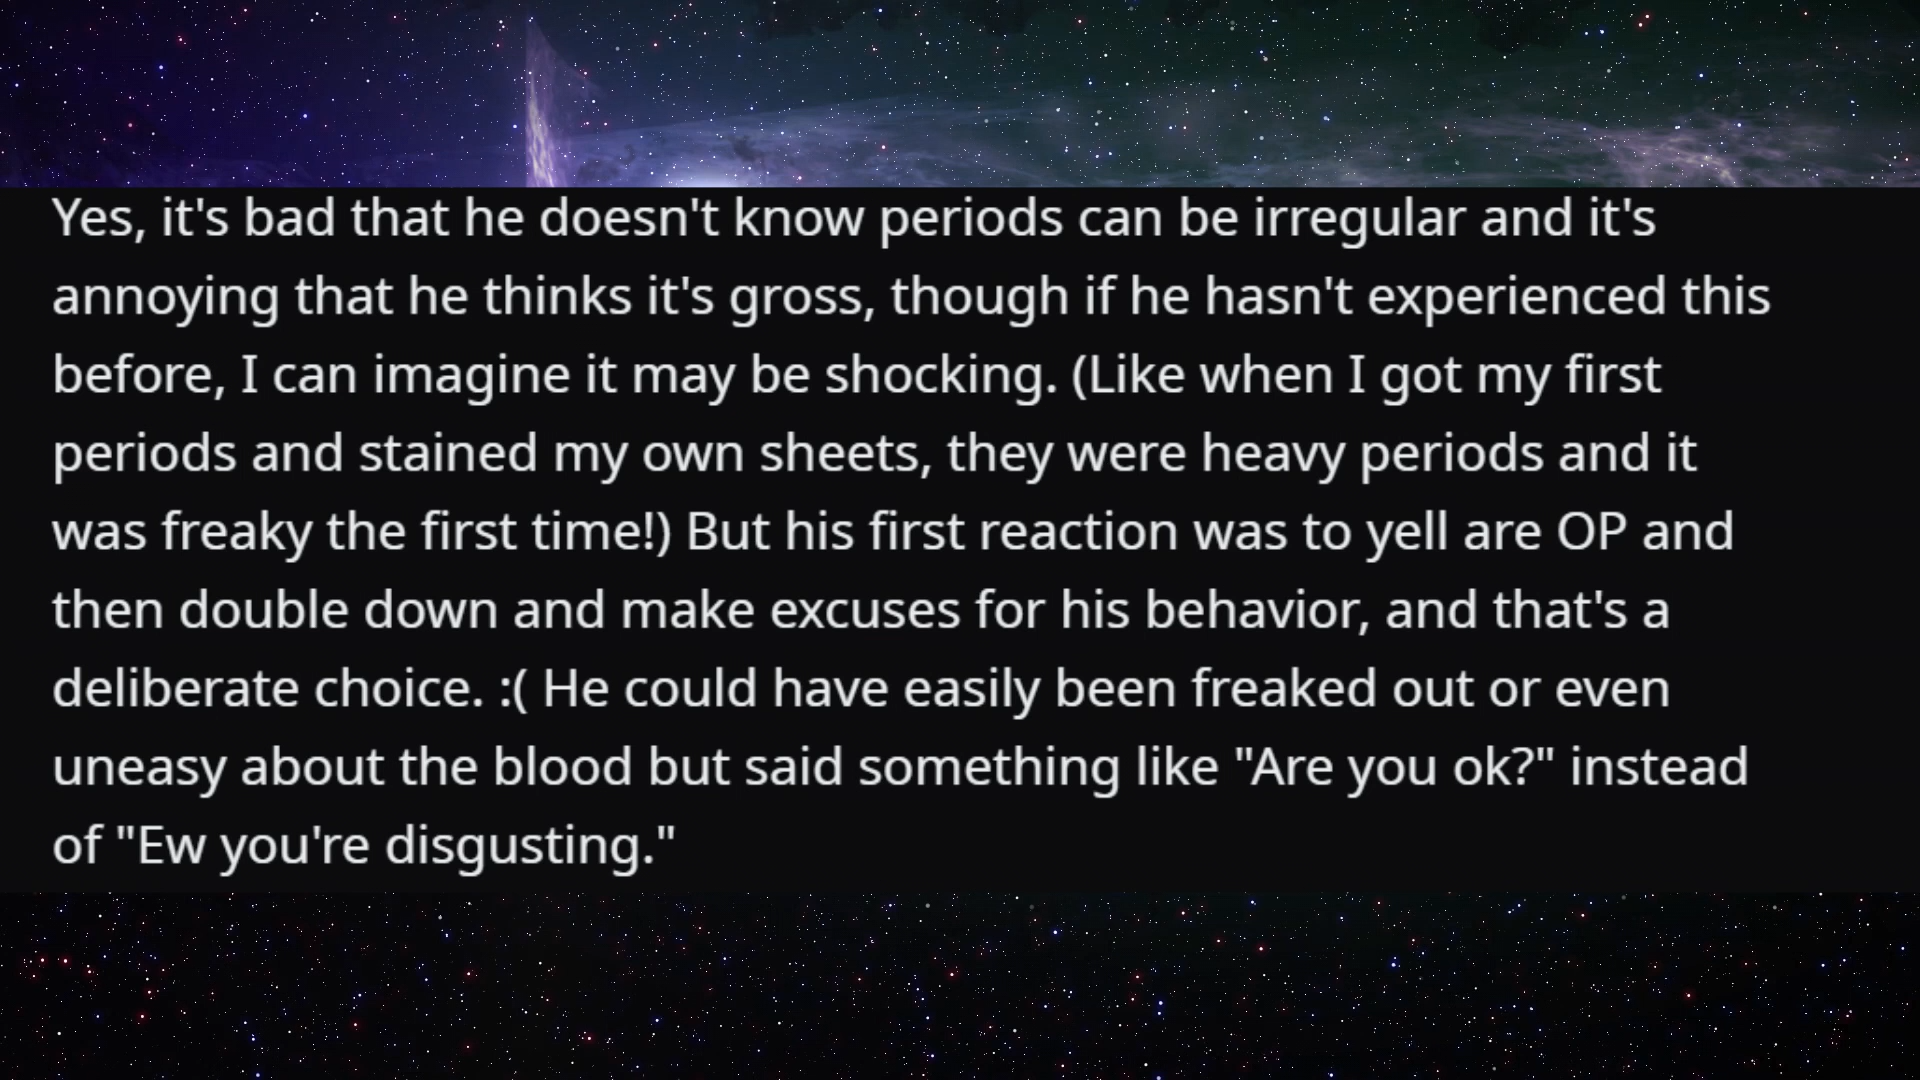 Yes, it's bad that he doesn't know periods can be irregular and it's
annoying that he thinks it's gross, though if he hasn't experienced this
before, I can imagine it may be shocking. (Like when I got my first
periods and stained my own sheets, they were heavy periods and it
was freaky the first time!) But his first reaction was to yell are OP and
then double down and make excuses for his behavior, and that's a
deliberate choice. :( He could have easily been freaked out or even
uneasy about the blood but said something like "Are you ok?" instead
of "Ew you're disgusting."